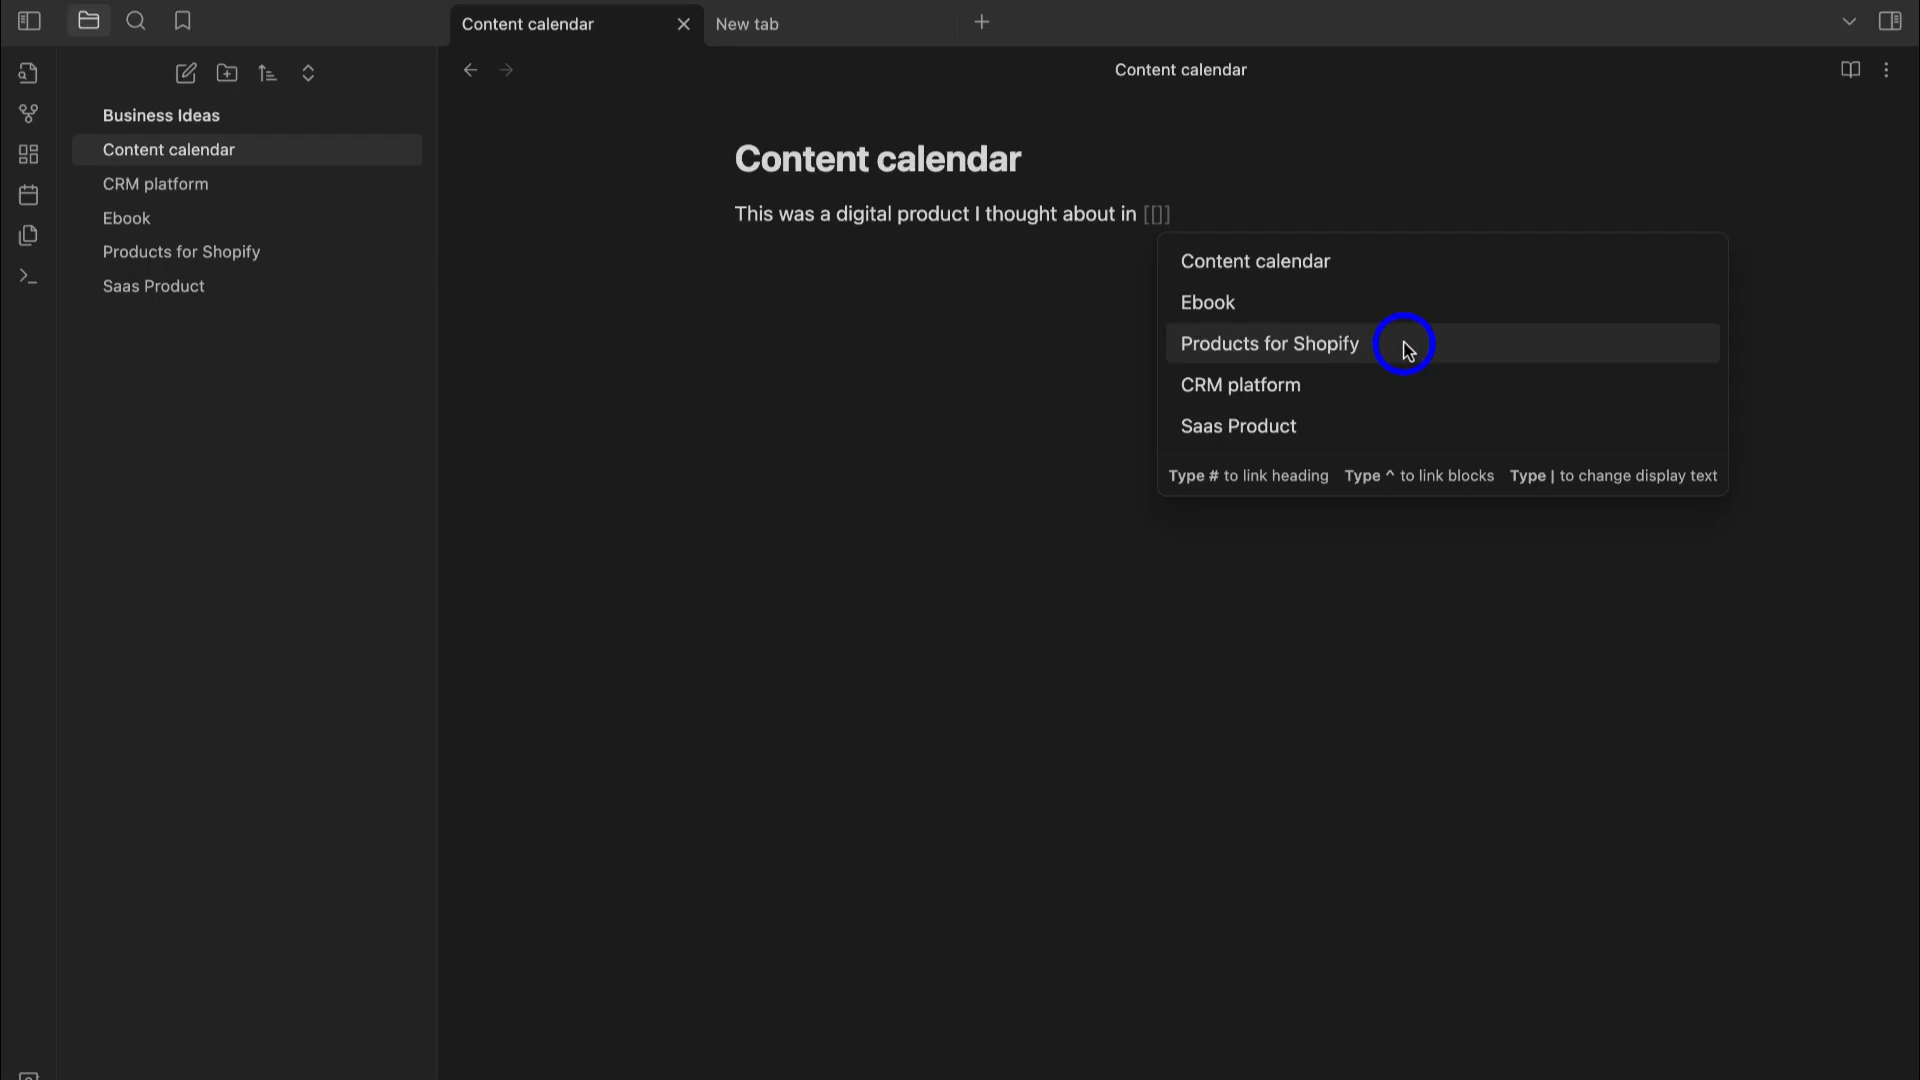 Content calendar
New tab
Content calendar
Business Ideas
Content calendar
CRM platform
Ebook
Products for Shopify
Saas Product
Content calendar
This was a digital product I thought about in [[]]
Content calendar
Ebook
Products for Shopify
CRM platform
Saas Product
Type # to link heading Type ^ to link blocks Type | to change display text